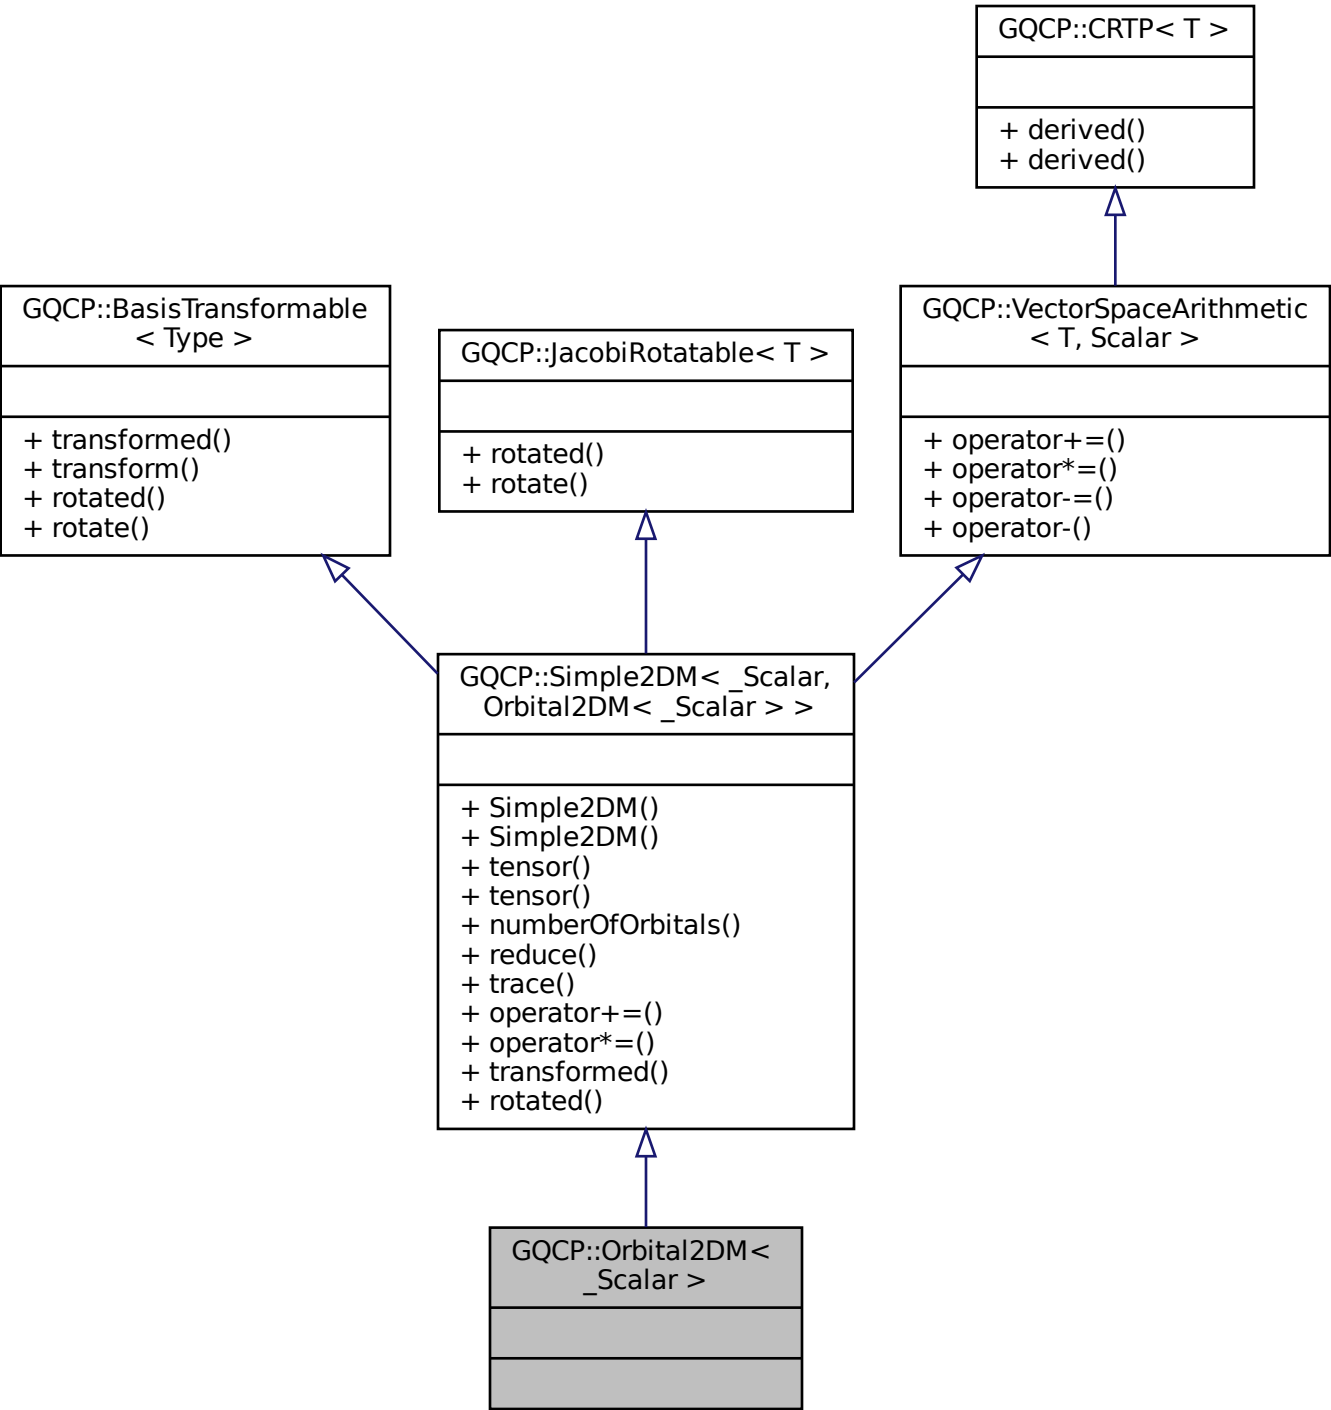 GQCP::CRTP< T >
+ derived()
+ derived()
GQCP::BasisTransformable
< Type >
+ transformed()
+ transform()
+ rotated()
+ rotate()
GQCP::JacobiRotatable< T >
+ rotated()
+ rotate()
GQCP::VectorSpaceArithmetic
< T, Scalar >
+ operator+=()
+ operator*=()
+ operator-=()
+ operator-()
GQCP::Simple2DM< _Scalar,
Orbital2DM< _Scalar > >
+ Simple2DM()
+ Simple2DM()
+ tensor()
+ tensor()
+ numberOfOrbitals()
+ reduce()
+ trace()
+ operator+=()
+ operator*=()
+ transformed()
+ rotated()
GQCP::Orbital2DM<
_Scalar >